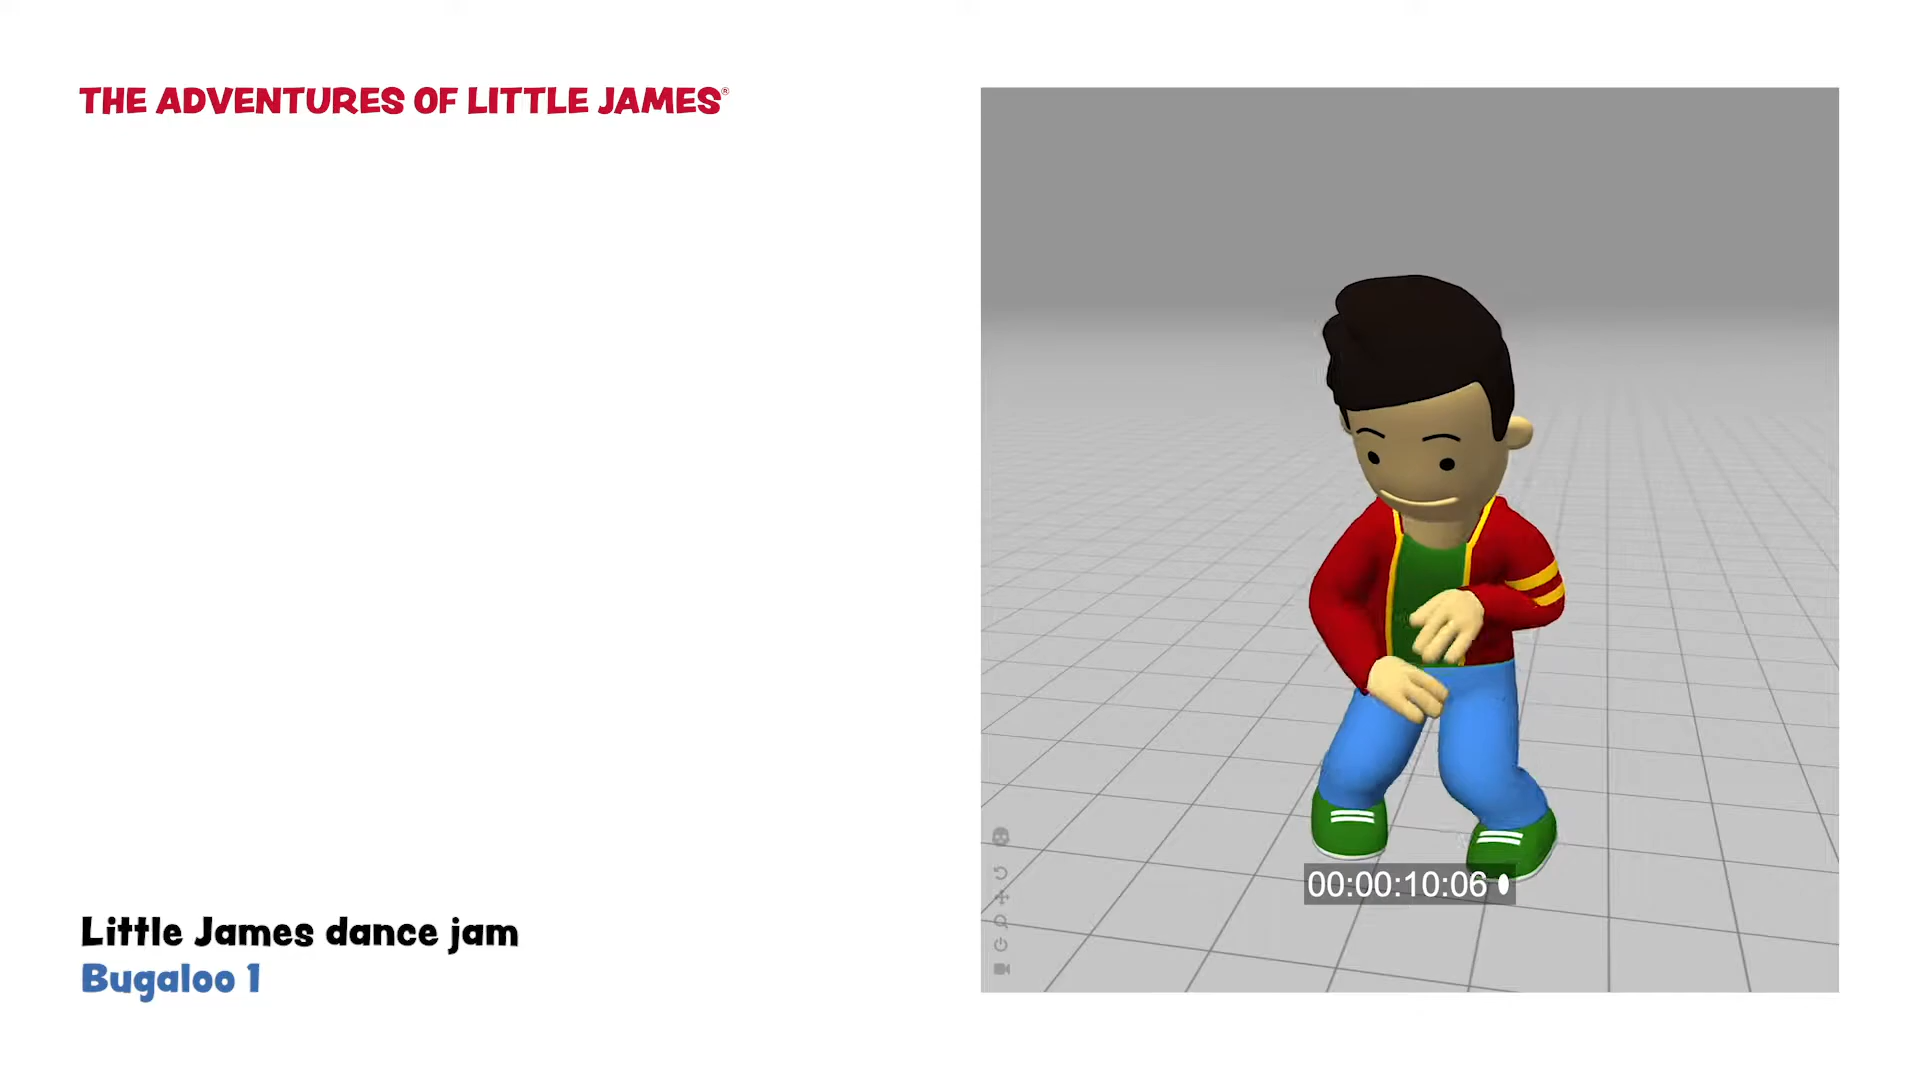 THE ADVENTURES OF LITTLE JAMES®
00:00:10:06
Little James dance jam
Bugaloo 1